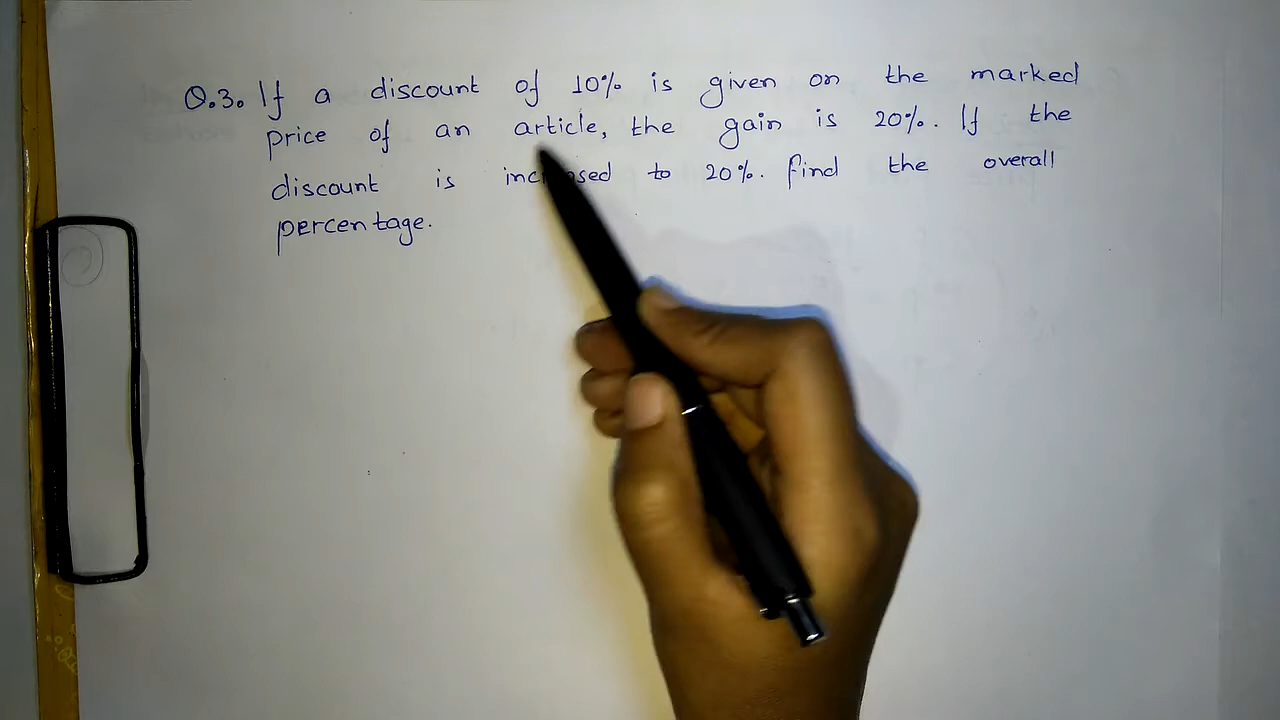 Q.3. If a discount of 10% is given on the marked
price of an article, the gain is 20%. If the
discount is to 20%. find the overall
percentage.